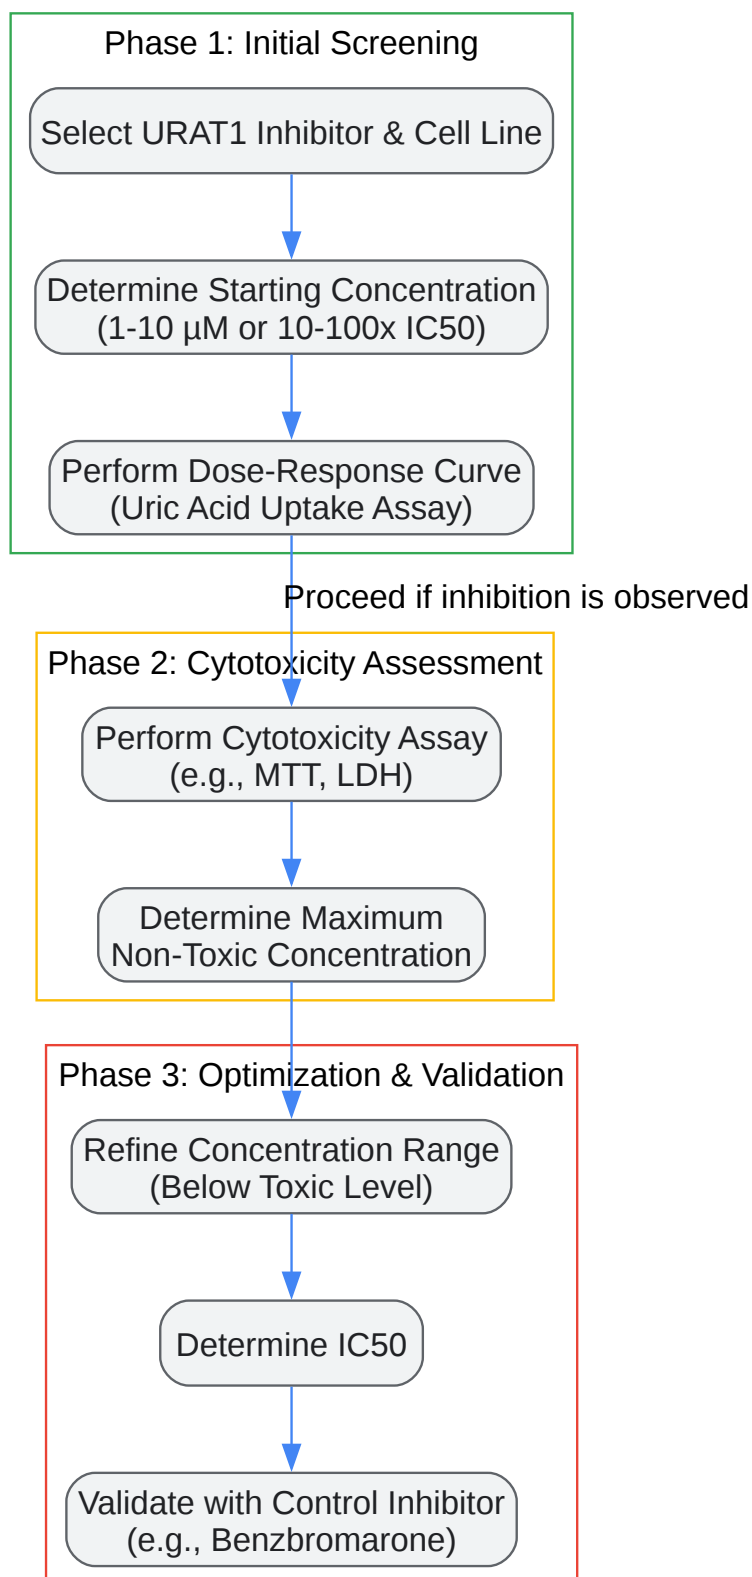 Phase 1: Initial Screening
Select URAT1 Inhibitor & Cell Line
Determine Starting Concentration
(1-10 µM or 10-100x IC50)
Perform Dose-Response Curve
(Uric Acid Uptake Assay)
Proceed if inhibition is observed
Phase 2: Cytotoxicity Assessment
Perform Cytotoxicity Assay
(e.g., MTT, LDH)
Determine Maximum
Non-Toxic Concentration
Phase 3: Optimization & Validation
Refine Concentration Range
(Below Toxic Level)
Determine IC50
Validate with Control Inhibitor
(e.g., Benzbromarone)